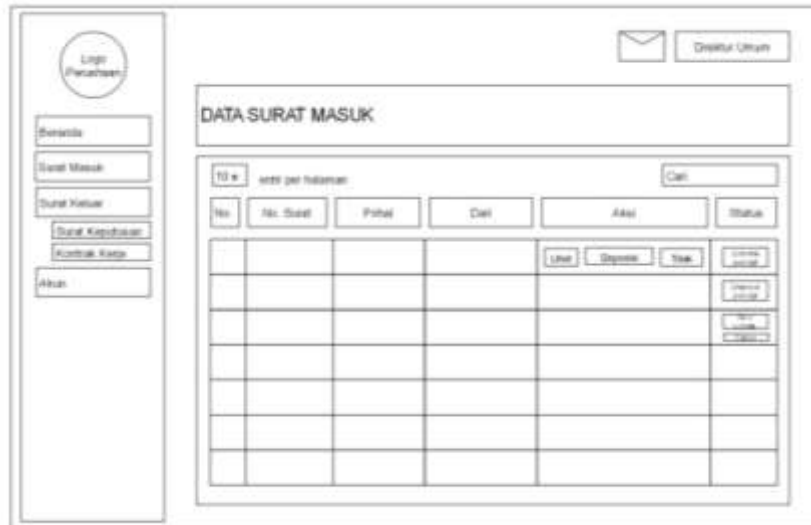 Logo
Perusahaan
Direktur Umum
DATA SURAT MASUK
Beranda
Surat Masuk
Surat Keluar
Surat Keputusan
Kontrak Kerja
Akun
10
entri per halaman
Cari
No.
No. Surat
Prihal
Dari
Aksi
Status
Lihat
Disposisi
Tolak